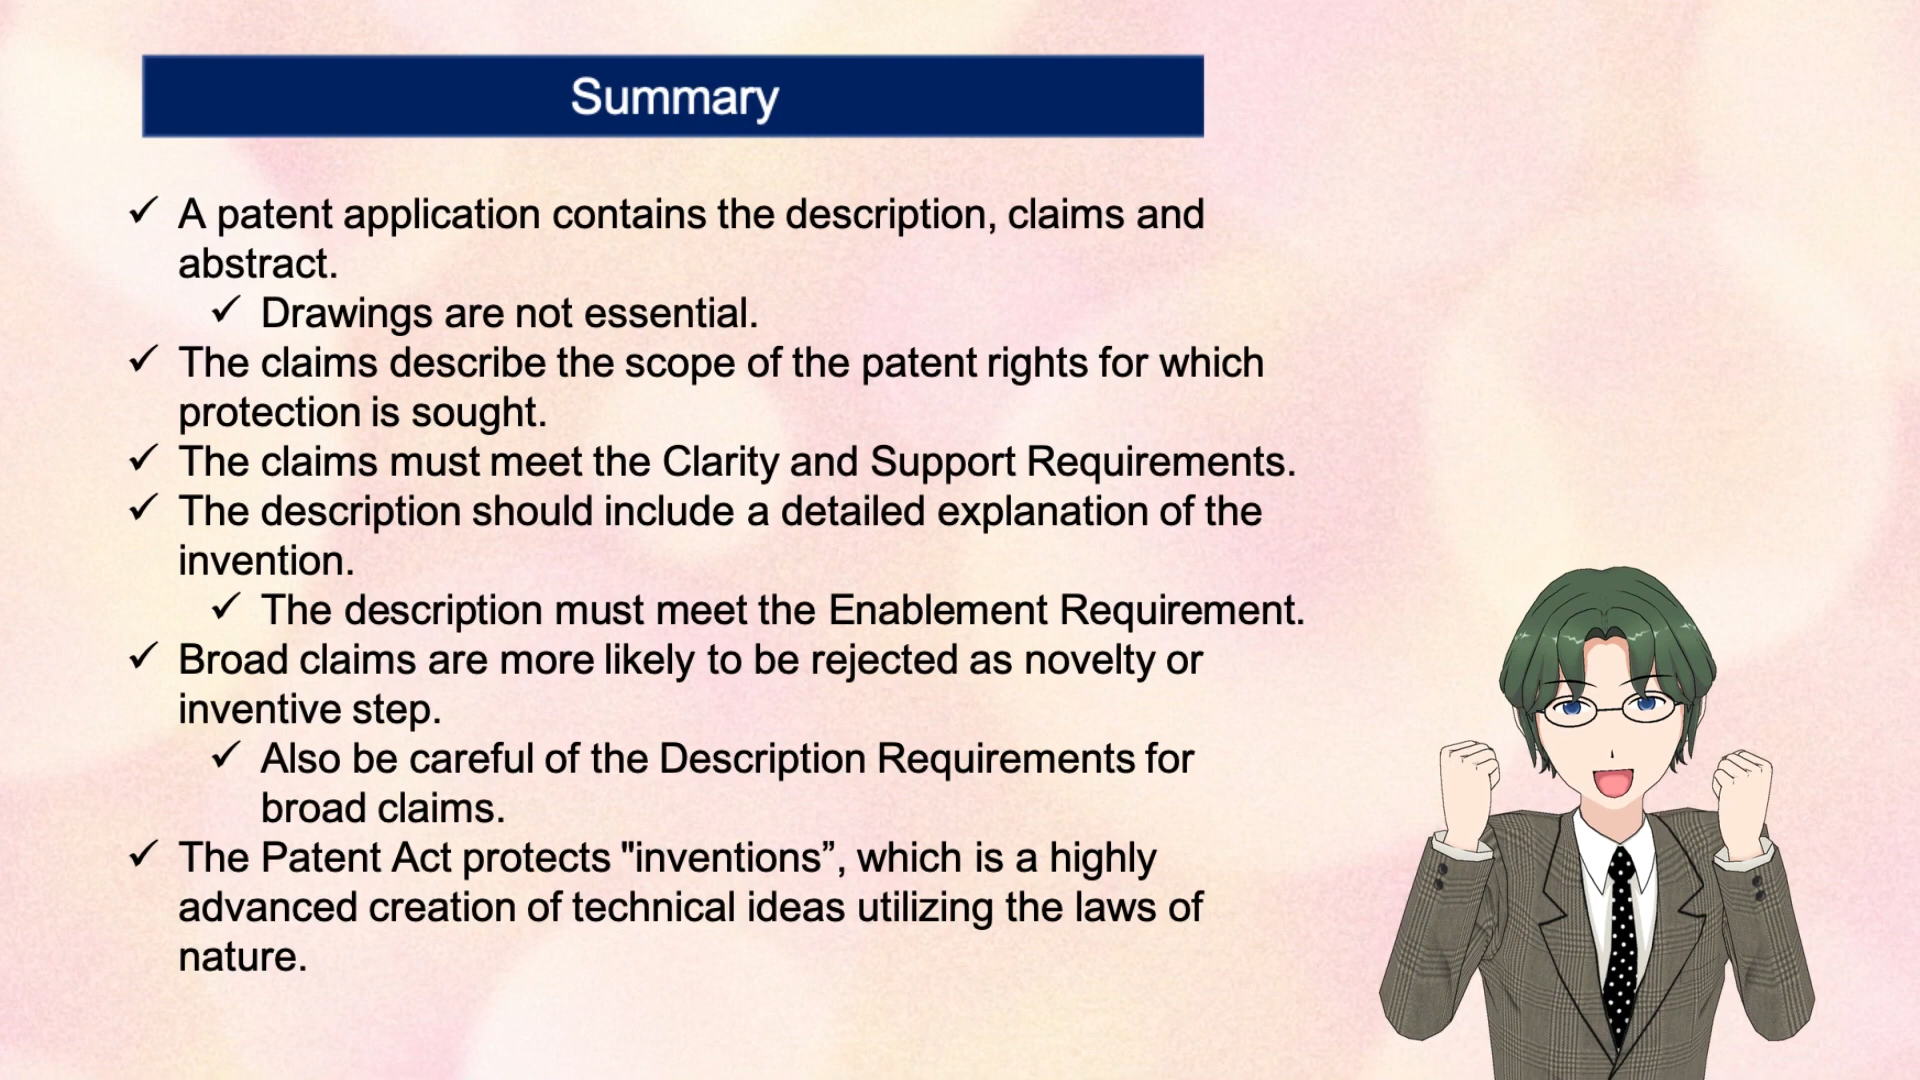 Summary
✓ A patent application contains the description, claims and
abstract.
✓ Drawings are not essential.
✓ The claims describe the scope of the patent rights for which
protection is sought.
✓ The claims must meet the Clarity and Support Requirements.
✓ The description should include a detailed explanation of the
invention.
✓ The description must meet the Enablement Requirement.
✓ Broad claims are more likely to be rejected as novelty or
inventive step.
✓ Also be careful of the Description Requirements for
broad claims.
✓ The Patent Act protects "inventions”, which is a highly
advanced creation of technical ideas utilizing the laws of
nature.